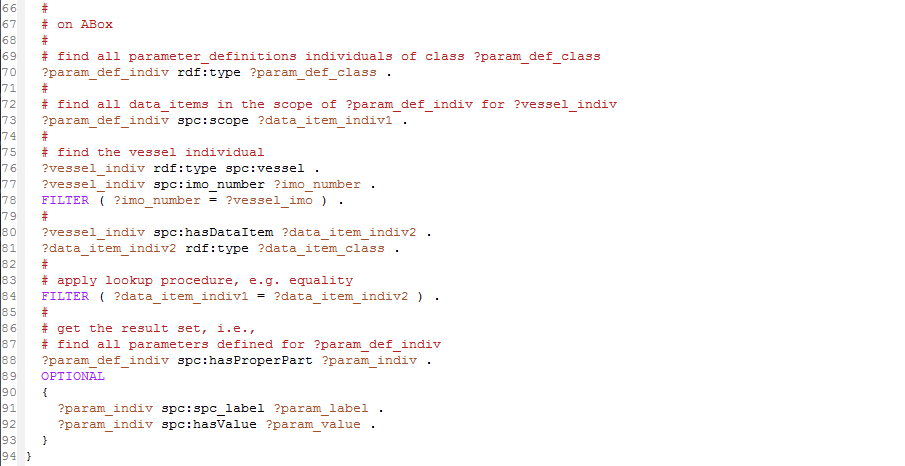 66 #
67 # on ABox
68 #
69 # find all parameter_definitions individuals of class ?param_def_class
70 ?param_def_indiv rdf:type ?param_def_class .
71 #
72 # find all data_items in the scope of ?param_def_indiv for ?vessel_indiv
73 ?param_def_indiv spc:scope ?data_item_indiv1 .
74 #
75 # find the vessel individual
76 ?vessel_indiv rdf:type spc:vessel .
77 ?vessel_indiv spc:imo_number ?imo_number .
78 FILTER ( ?imo_number = ?vessel_imo ) .
79 #
80 ?vessel_indiv spc:hasDataItem ?data_item_indiv2 .
81 ?data_item_indiv2 rdf:type ?data_item_class .
82 #
83 # apply lookup procedure, e.g. equality
84 FILTER ( ?data_item_indiv1 = ?data_item_indiv2 ) .
85 #
86 # get the result set, i.e.,
87 # find all parameters defined for ?param_def_indiv
88 ?param_def_indiv spc:hasProperPart ?param_indiv .
89 OPTIONAL
90 {
91 ?param_indiv spc:spc_label ?param_label .
92 ?param_indiv spc:hasValue ?param_value .
93 }
94 }